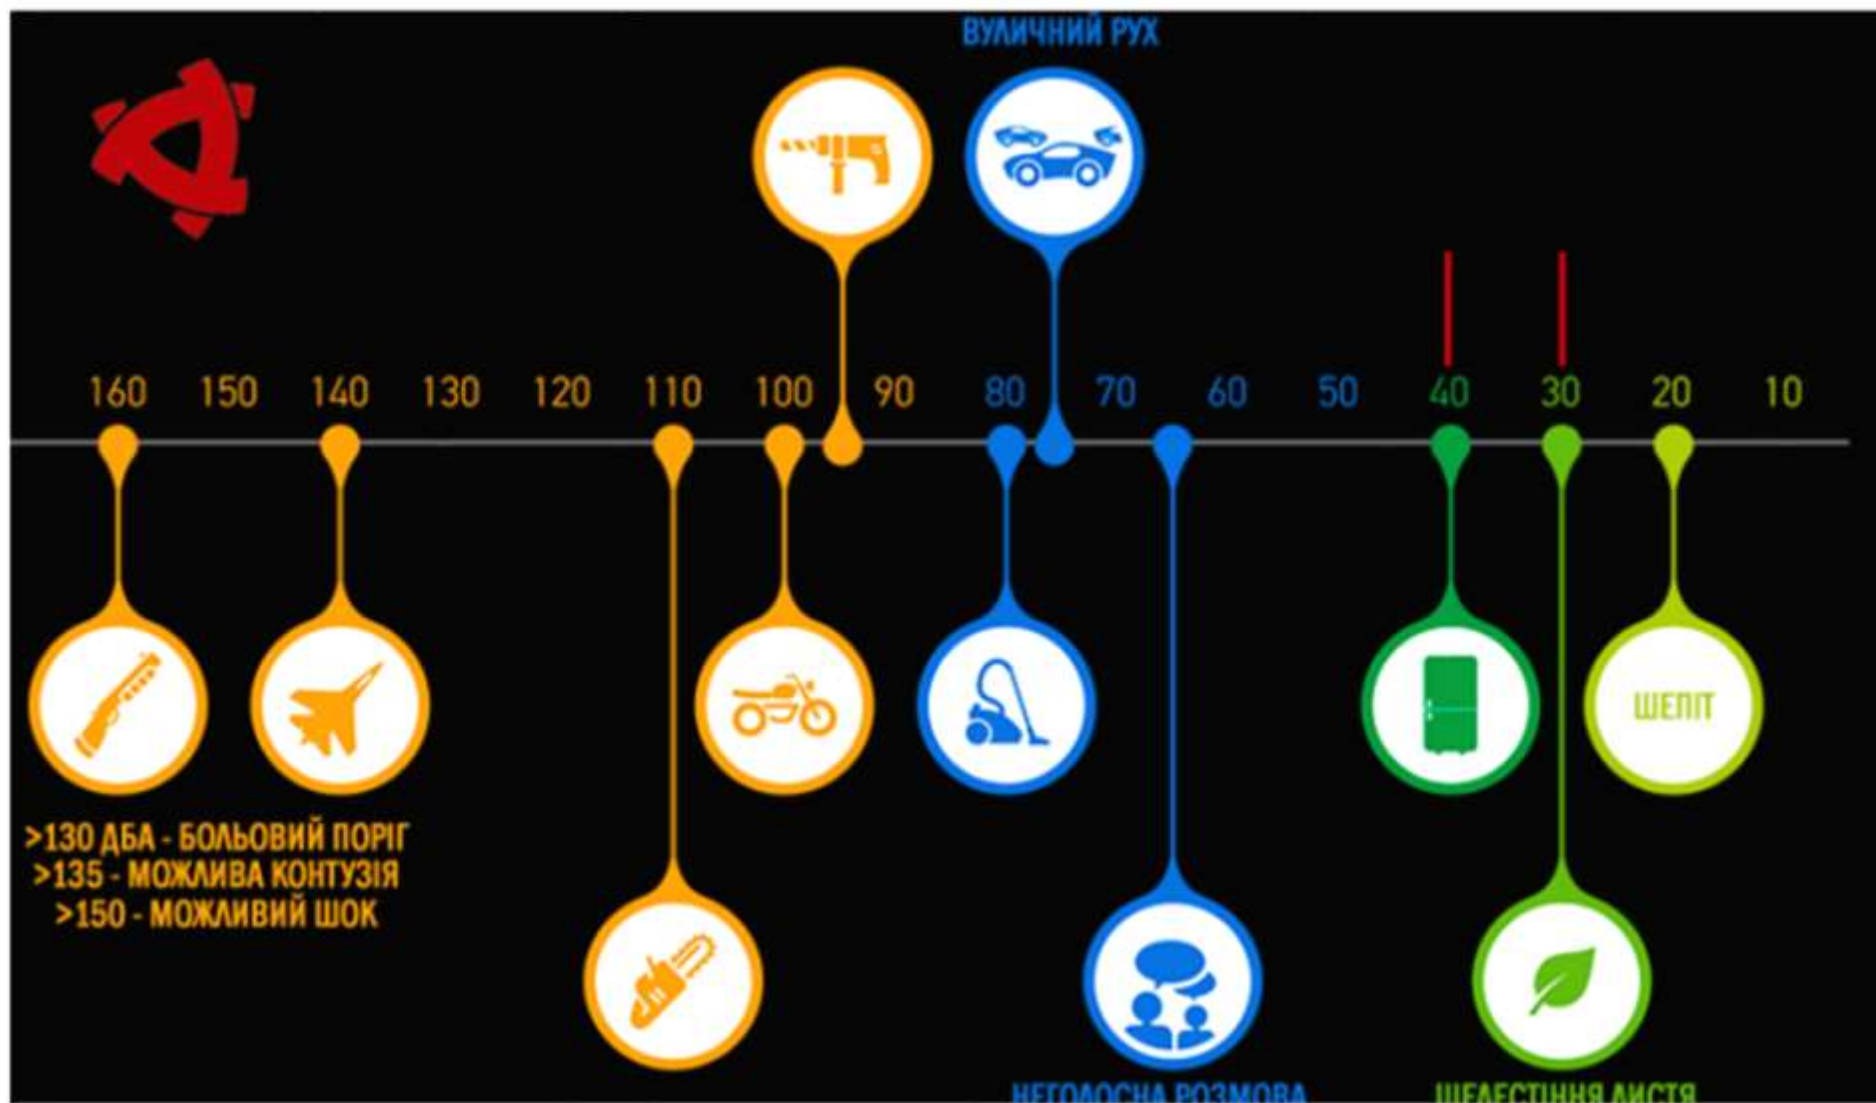 ВУЛИЧНИЙ РУХ
160 150 140 130 120 110 100 90 80 70 60 50 40 30 20 10
ШЕПІТ
>130 ДБА - БОЛЬОВИЙ ПОРІГ
>135 - МОЖЛИВА КОНТУЗІЯ
>150 - МОЖЛИВИЙ ШОК
НЕГОЛОСНА РОЗМОВА
ШЕЛЕСТІННЯ ЛИСТЯ